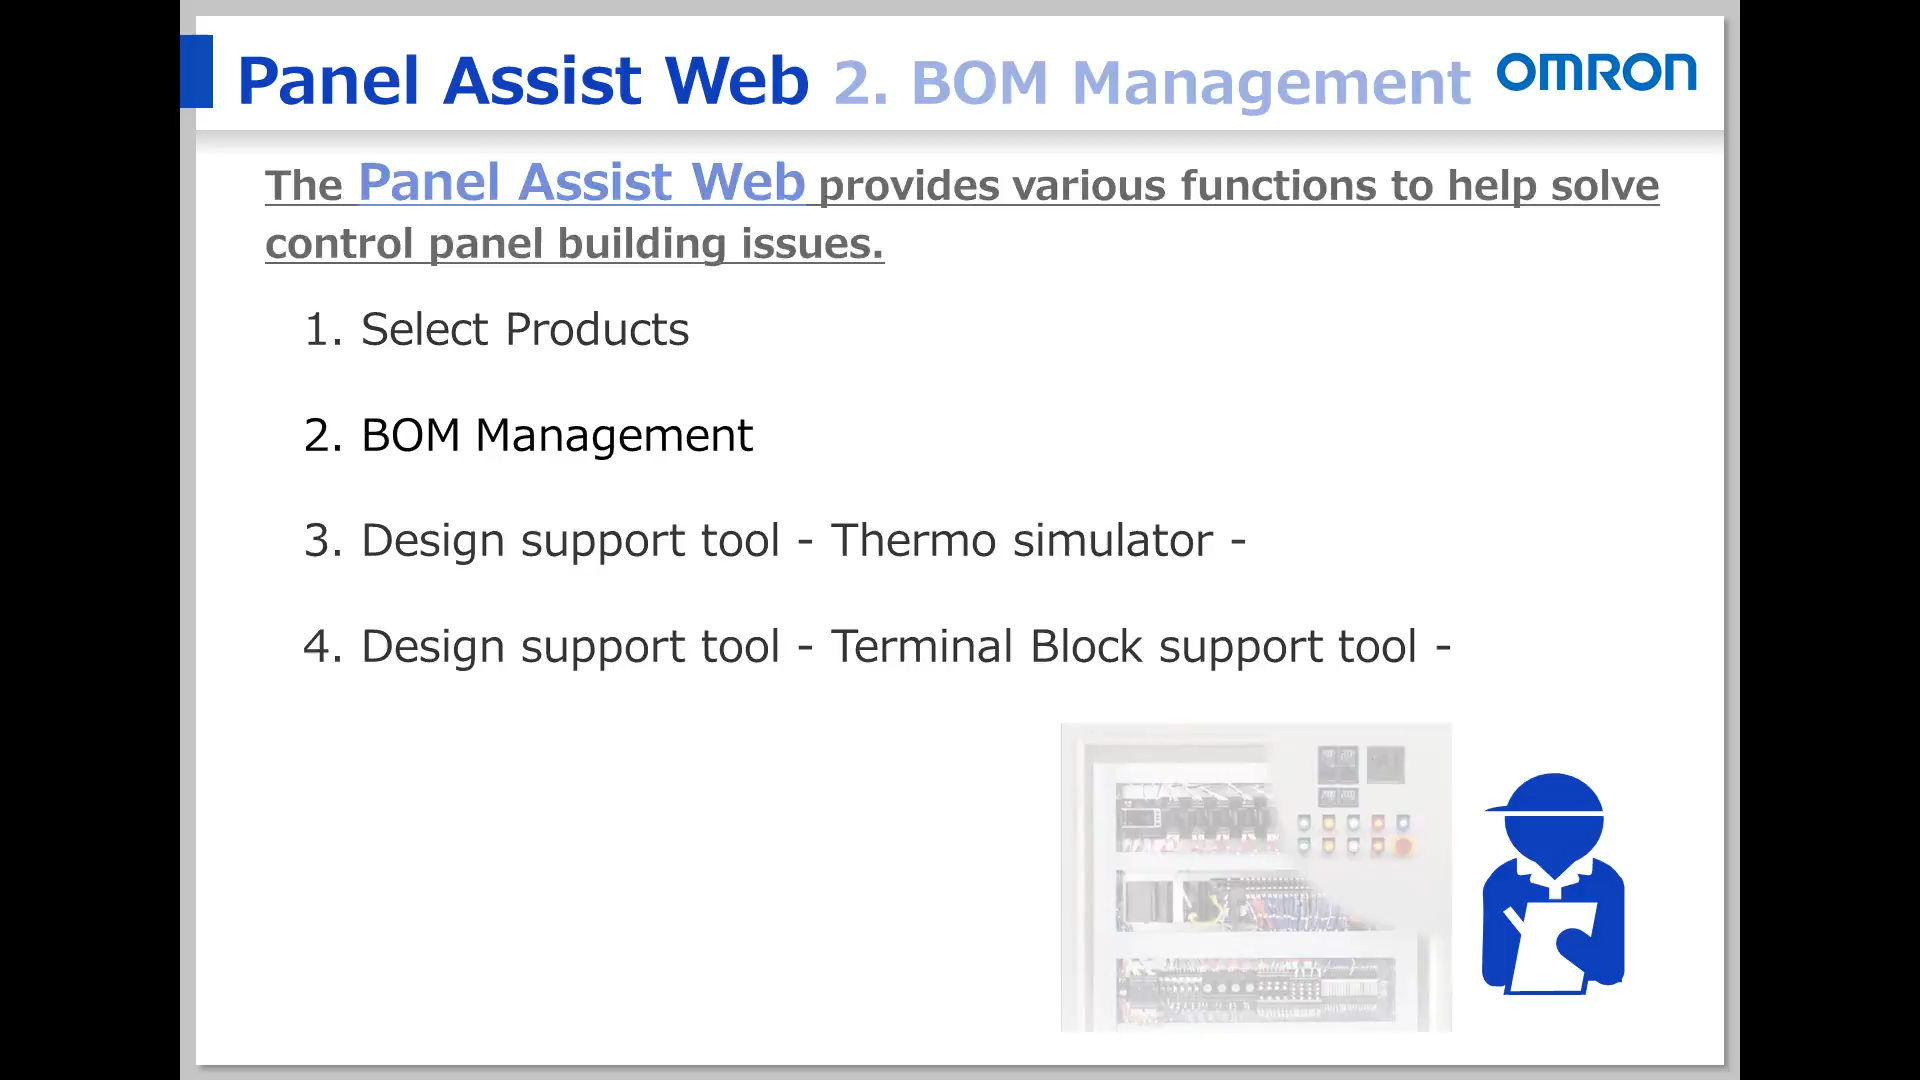 Panel Assist Web 2. BOM Management OMRON
The Panel Assist Web provides various functions to help solve
control panel building issues.
1. Select Products
2. BOM Management
3. Design support tool - Thermo simulator -
4. Design support tool - Terminal Block support tool -